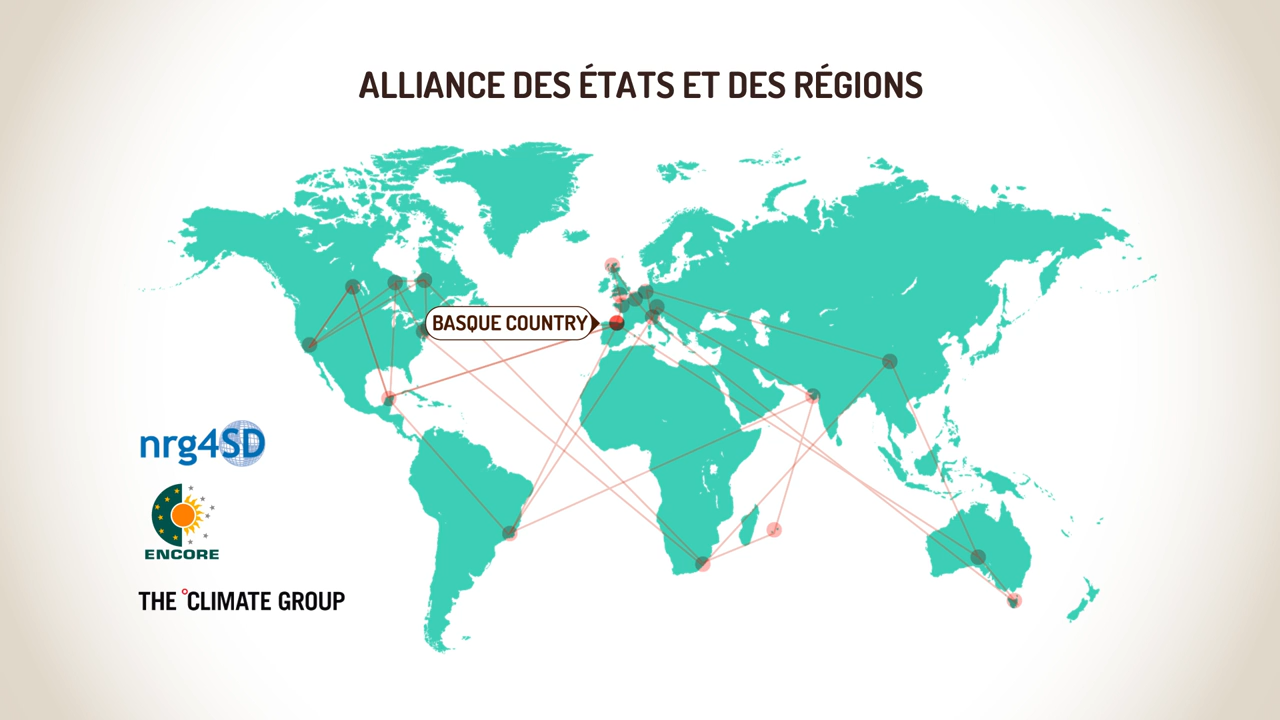 ALLIANCE DES ÉTATS ET DES RÉGIONS
BASQUE COUNTRY
nrg4SD
ENCORE
THE °CLIMATE GROUP